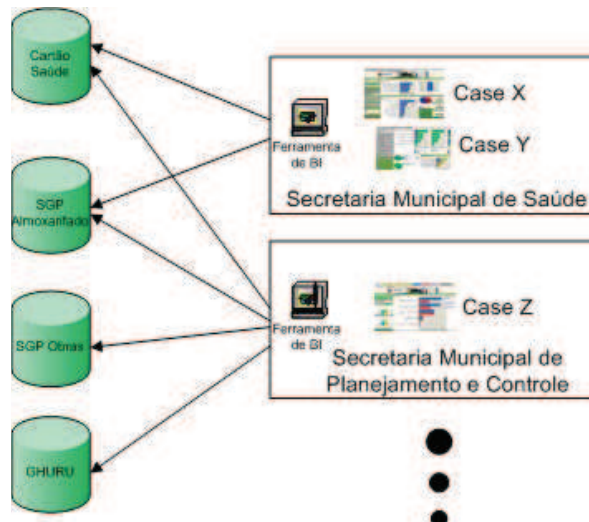 Cartão
Saúde
SGP
Almoxarifado
SGP Obras
GHURU
Ferramenta
de BI
Case X
Case Y
Secretaria Municipal de Saúde
Ferramenta
de BI
Case Z
Secretaria Municipal de
Planejamento e Controle